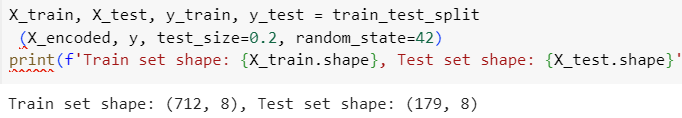 X_train, X_test, y_train, y_test = train_test_split
(X_encoded, y, test_size=0.2, random_state=42)
print(f'Train set shape: {X_train.shape}, Test set shape: {X_test.shape}'
Train set shape: (712, 8), Test set shape: (179, 8)